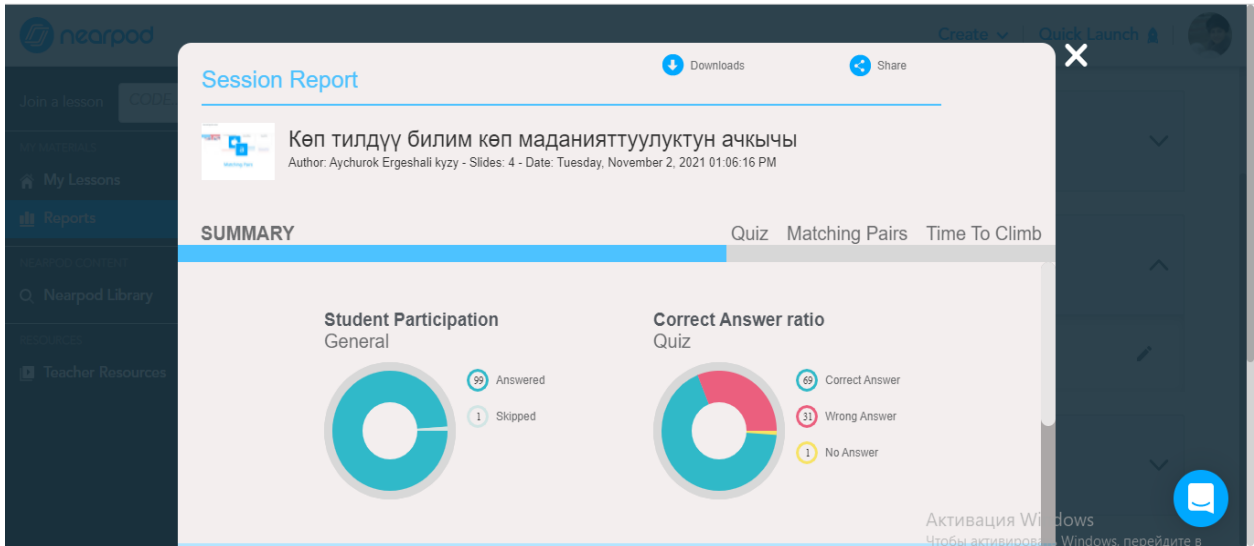 nearpod
Create
Quick Launch
Join a lesson CODE
MY MATERIALS
My Lessons
Reports
NEARPOD CONTENT
Nearpod Library
RESOURCES
Teacher Resources
Session Report
Downloads
Share
Көп тилдүү билим көп маданияттуулуктун ачкычы
Author: Aychurok Ergeshali kyzy - Slides: 4 - Date: Tuesday, November 2, 2021 01:06:16 PM
SUMMARY
Quiz Matching Pairs Time To Climb
Student Participation
General
99 Answered
1 Skipped
Correct Answer ratio
Quiz
69 Correct Answer
31 Wrong Answer
1 No Answer
Активация Windows
Чтобы активировать Windows, перейдите в